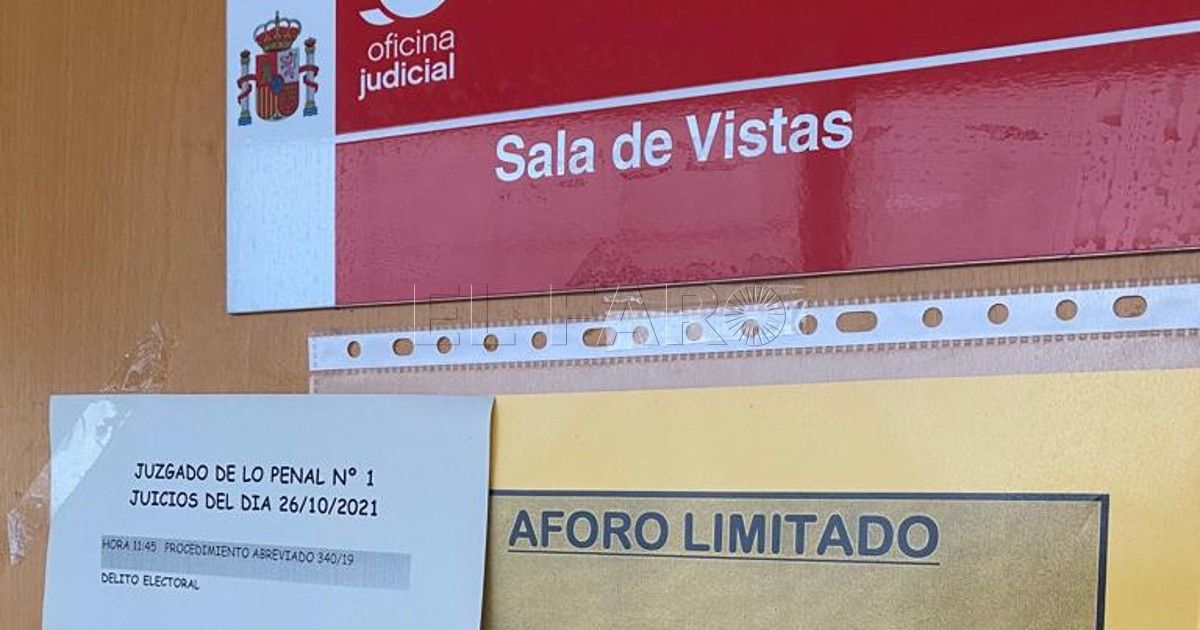 oficina
judicial
Sala de Vistas
EL FARO
JUZGADO DE LO PENAL Nº 1
JUICIOS DEL DIA 26/10/2021
HORA 11:45 PROCEDIMIENTO ABREVIADO 340/19
DELITO ELECTORAL
AFORO LIMITADO